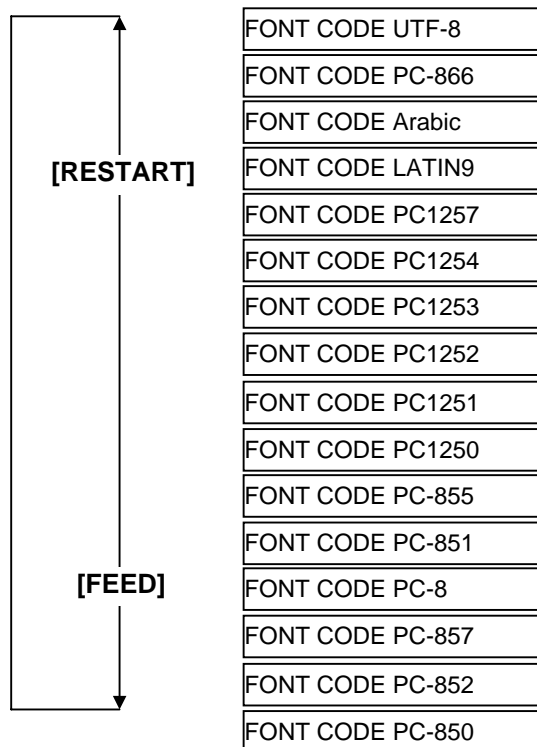 FONT CODE UTF-8
FONT CODE PC-866
FONT CODE Arabic
[RESTART]
FONT CODE LATIN9
FONT CODE PC1257
FONT CODE PC1254
FONT CODE PC1253
FONT CODE PC1252
FONT CODE PC1251
FONT CODE PC1250
FONT CODE PC-855
FONT CODE PC-851
[FEED]
FONT CODE PC-8
FONT CODE PC-857
FONT CODE PC-852
FONT CODE PC-850